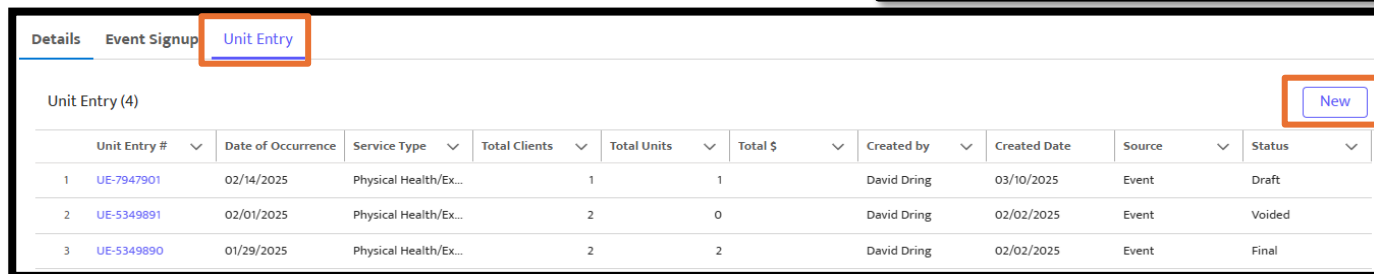 Details Event Signup Unit Entry
Unit Entry (4) New
Unit Entry # Date of Occurrence Service Type Total Clients Total Units Total $ Created by Created Date Source Status
1 UE-7947901 02/14/2025 Physical Health/Ex... 1 1 David Dring 03/10/2025 Event Draft
2 UE-5349891 02/01/2025 Physical Health/Ex... 2 0 David Dring 02/02/2025 Event Voided
3 UE-5349890 01/29/2025 Physical Health/Ex... 2 2 David Dring 02/02/2025 Event Final